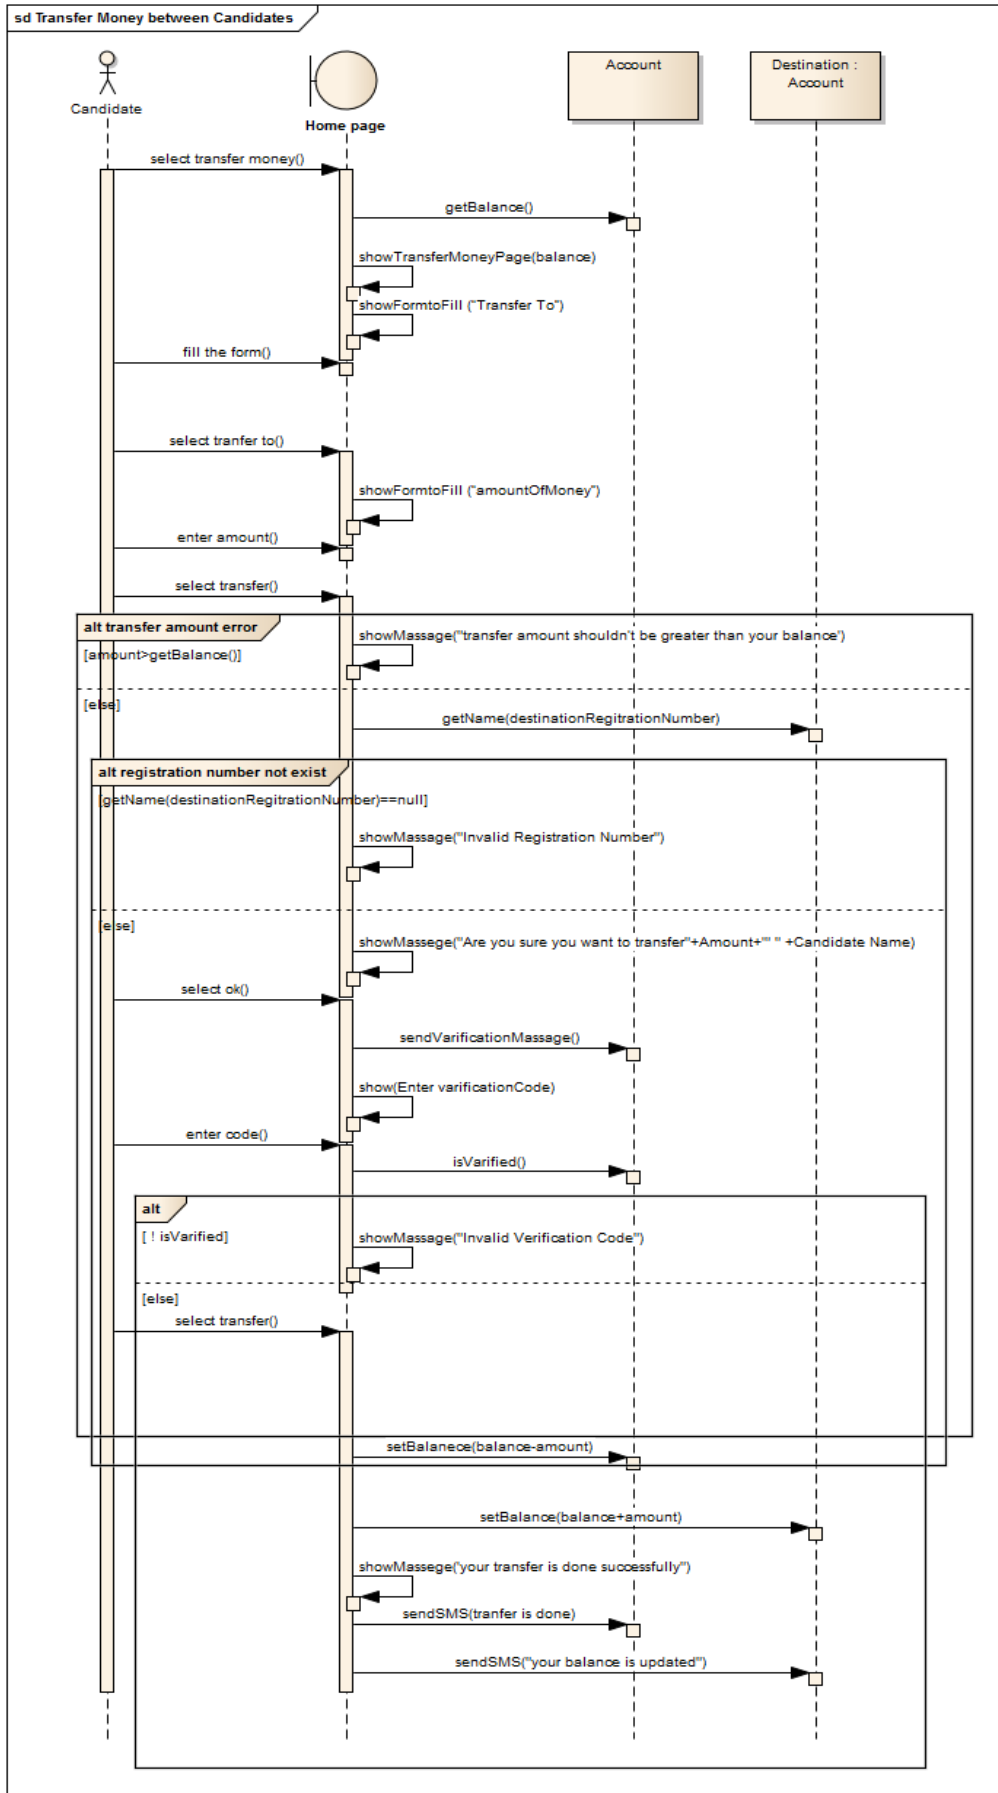 sd Transfer Money between Candidates
Candidate
Home page
Account
Destination :
Account
select transfer money()
getBalance()
showTransferMoneyPage(balance)
showFormtoFill ("Transfer To")
fill the form()
select tranfer to()
showFormtoFill ("amountOfMoney")
enter amount()
select transfer()
alt transfer amount error
showMassage("transfer amount shouldn't be greater than your balance')
[amount>getBalance()]
[else]
getName(destinationRegitrationNumber)
alt registration number not exist
[getName(destinationRegitrationNumber)==null]
showMassage("Invalid Registration Number")
[else]
showMassege("Are you sure you want to transfer"+Amount+"' " +Candidate Name)
select ok()
sendVarificationMassage()
show(Enter varificationCode)
enter code()
isVarified()
alt
[ ! isVarified]
showMassage("Invalid Verification Code")
[else]
select transfer()
setBalanece(balance-amount)
setBalance(balance+amount)
showMassege('your transfer is done successfully")
sendSMS(tranfer is done)
sendSMS("your balance is updated")